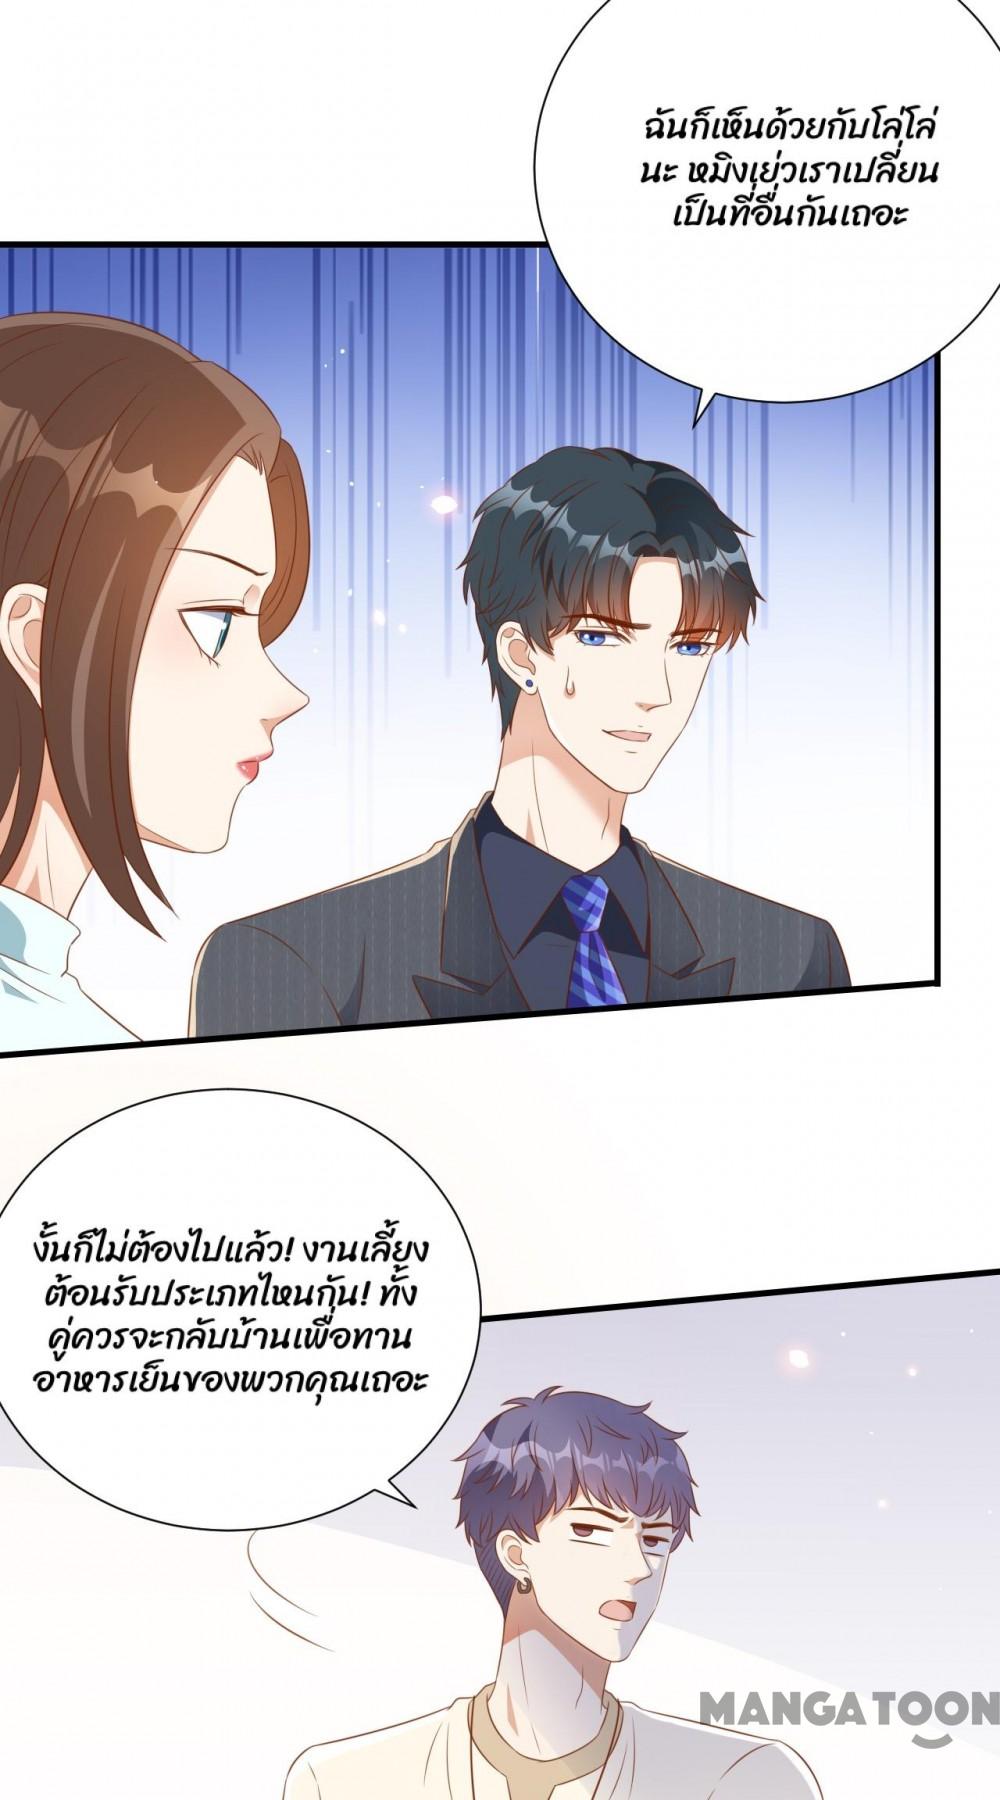 ฉันก็เห็นด้วยกับโล่โล่
นะ หมิงเย่วเราเปลี่ยน
เป็นที่อื่นกันเถอะ
งั้นก็ไม่ต้องไปแล้ว! งานเลี้ยง
ต้อนรับประเภทไหนกัน! ทั้ง
คู่ควรจะกลับบ้านเพื่อทาน
อาหารเย็นของพวกคุณเถอะ
MANGATOON